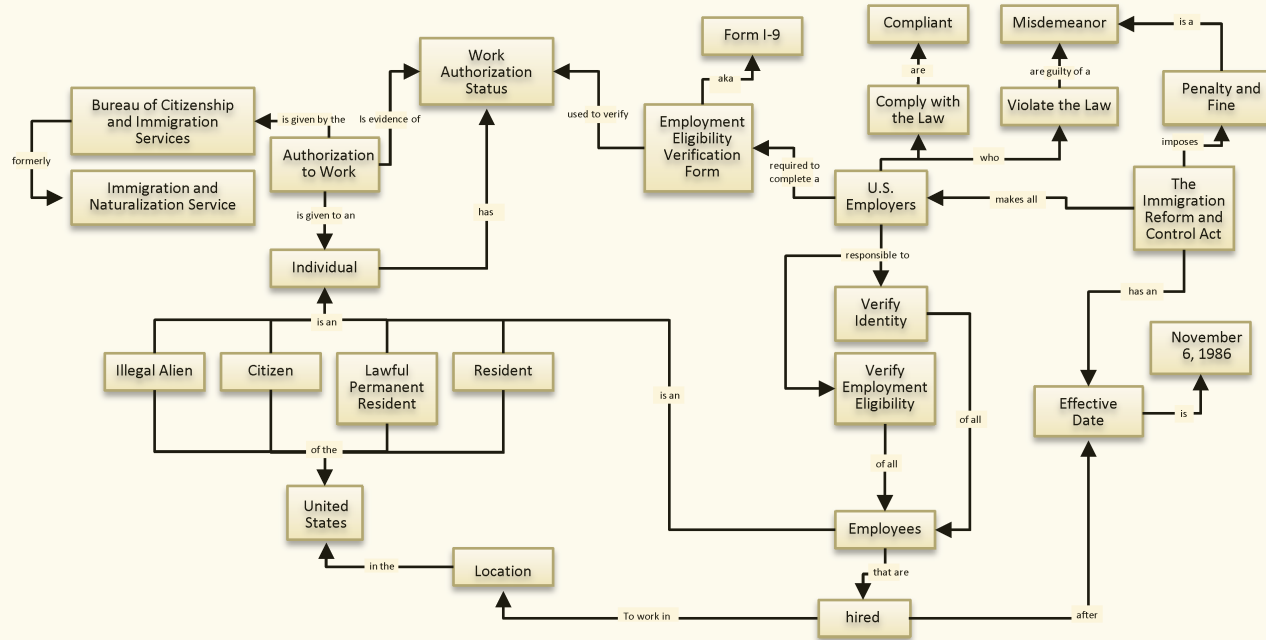 Compliant
Misdemeanor
is a
Form I-9
Work
Authorization
Status
are
are guilty of a
aka
Penalty and
Fine
Bureau of Citizenship
and Immigration
Services
Comply with
the Law
Violate the Law
is given by the
Is evidence of
used to verify
Employment
Eligibility
Verification
Form
imposes
formerly
Authorization
to Work
required to
complete a
who
Immigration and
Naturalization Service
U.S.
Employers
makes all
The
Immigration
Reform and
Control Act
is given to an
has
responsible to
Individual
has an
Verify
Identity
is an
November
6, 1986
Illegal Alien
Citizen
Lawful
Permanent
Resident
Resident
is an
Verify
Employment
Eligibility
Effective
Date
is
of all
of the
of all
United
States
Employees
in the
Location
that are
To work in
hired
after